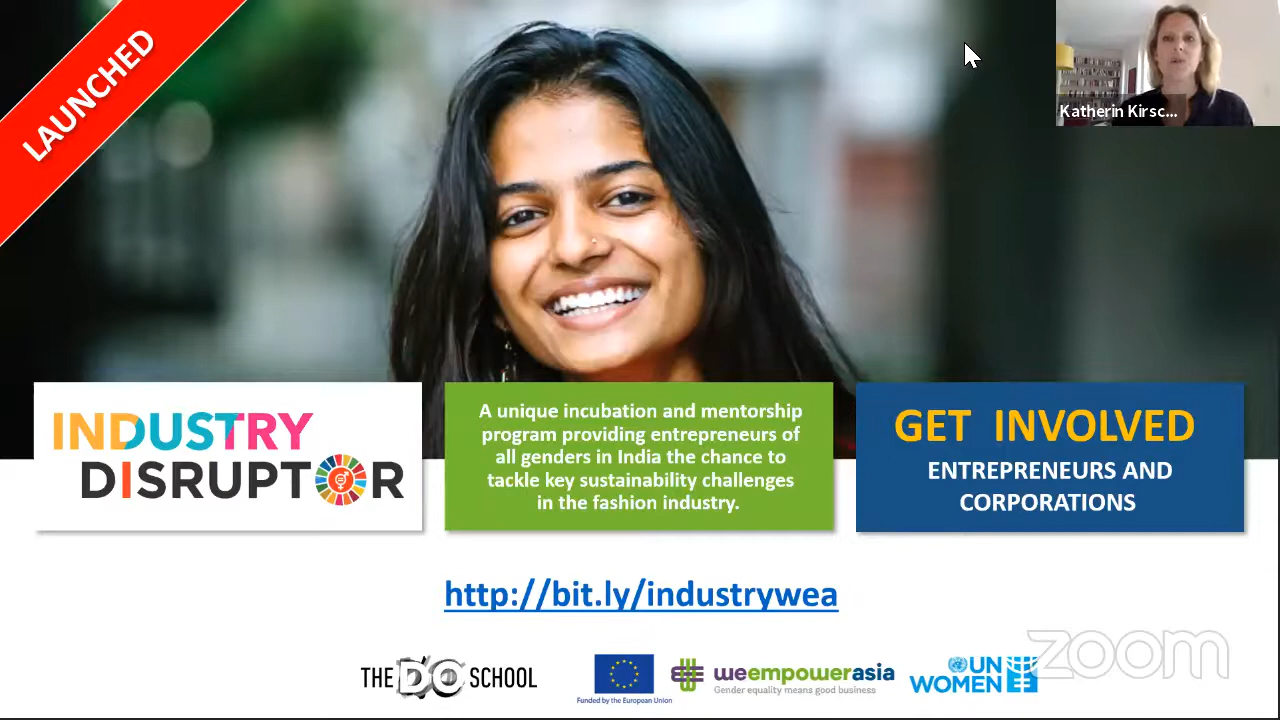 LAUNCHED
Katherin Kirsc...
INDUSTRY
DISRUPTOR
A unique incubation and mentorship
program providing entrepreneurs of
all genders in India the chance to
tackle key sustainability challenges
in the fashion industry.
GET INVOLVED
ENTREPRENEURS AND
CORPORATIONS
http://bit.ly/industrywea
zoom
THE DO SCHOOL
Funded by the European Union
weempowerasia
Gender equality means good business
UN
WOMEN